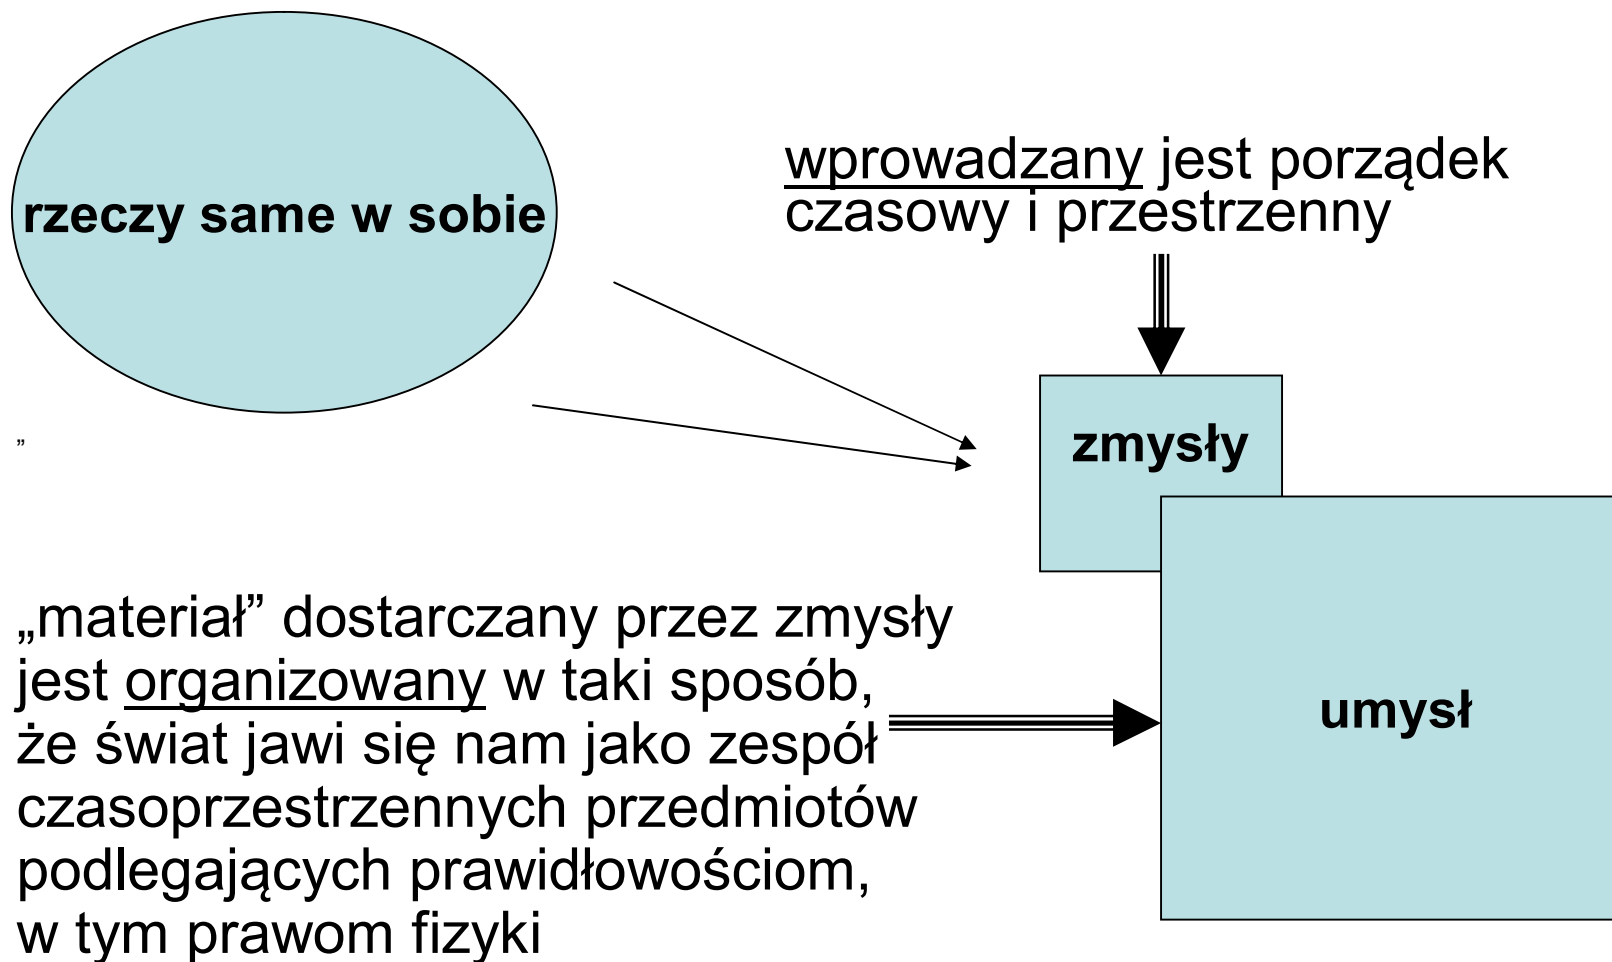 rzeczy same w sobie
wprowadzany jest porządek
czasowy i przestrzenny
zmysły
”
„materiał” dostarczany przez zmysły
jest organizowany w taki sposób,
że świat jawi się nam jako zespół
czasoprzestrzennych przedmiotów
podlegających prawidłowościom,
w tym prawom fizyki
umysł